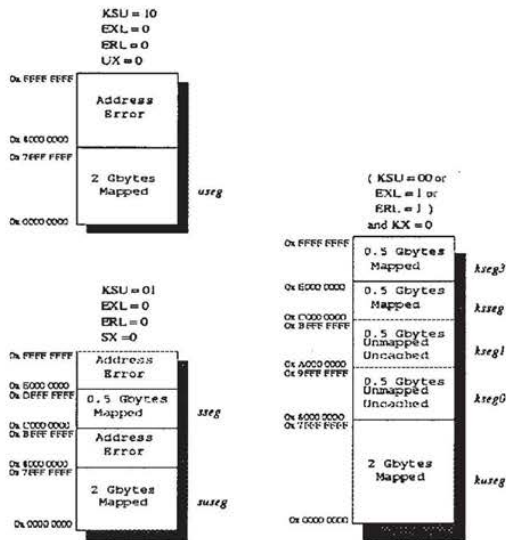 KSU = 10
EXL = 0
ERL = 0
UX = 0
0x FFFF FFFF
Address
Error
0x 8000 0000
0x 7FFF FFFF
2 Gbytes
Mapped
useg
0x 0000 0000
KSU = 01
EXL = 0
ERL = 0
SX =0
0x FFFF FFFF
Address
Error
0x E000 0000
0x DFFF FFFF
0.5 Gbytes
Mapped
sseg
0x C000 0000
0x BFFF FFFF
Address
Error
0x 8000 0000
0x 7FFF FFFF
2 Gbytes
Mapped
suseg
0x 0000 0000
( KSU = 00 or
EXL = 1 or
ERL = 1 )
and KX = 0
0x FFFF FFFF
0.5 Gbytes
Mapped
kseg3
0x E000 0000
0.5 Gbytes
Mapped
ksseg
0x C000 0000
0x BFFF FFFF
0.5 Gbytes
Unmapped
Uncached
kseg1
0x A000 0000
0x 9FFF FFFF
0.5 Gbytes
Unmapped
Uncached
kseg0
0x 8000 0000
0x 7FFF FFFF
2 Gbytes
Mapped
kuseg
0x 0000 0000